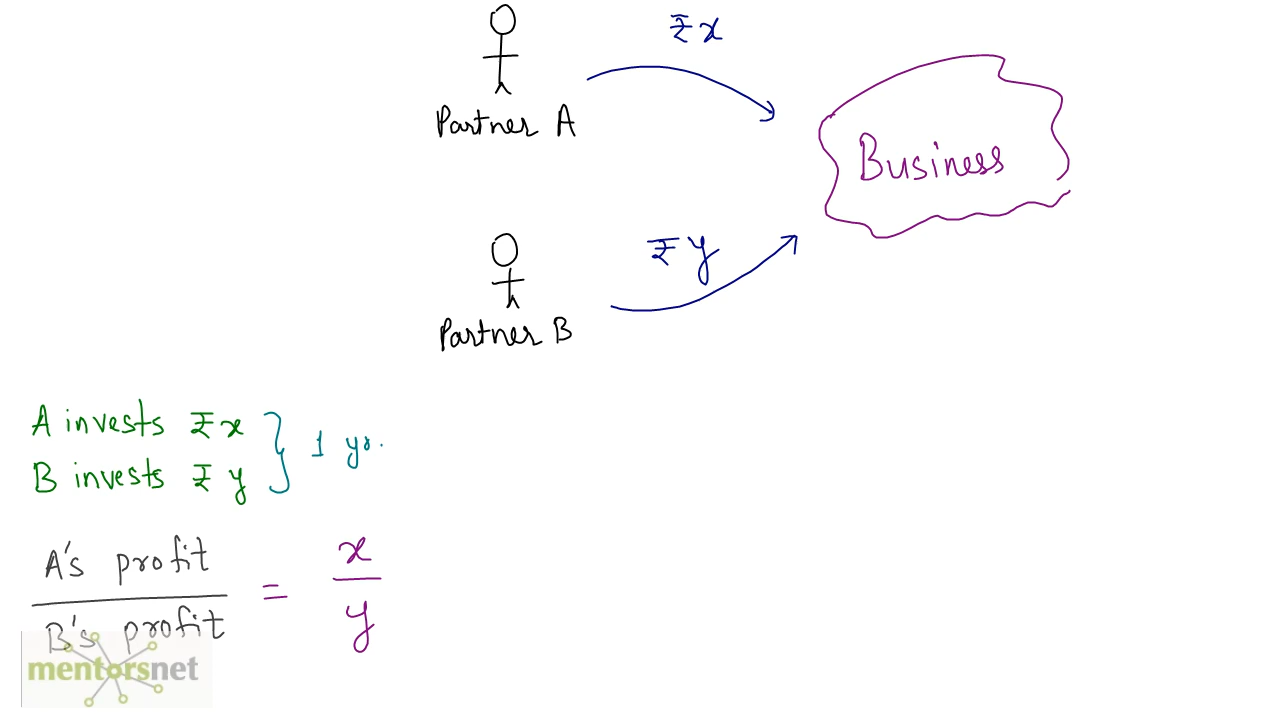 ₹x
Partner A
Business
₹y
Partner B
A invests ₹x
B invests ₹y
1 yr.
A's profit
B's profit
=
x
y
mentorsnet